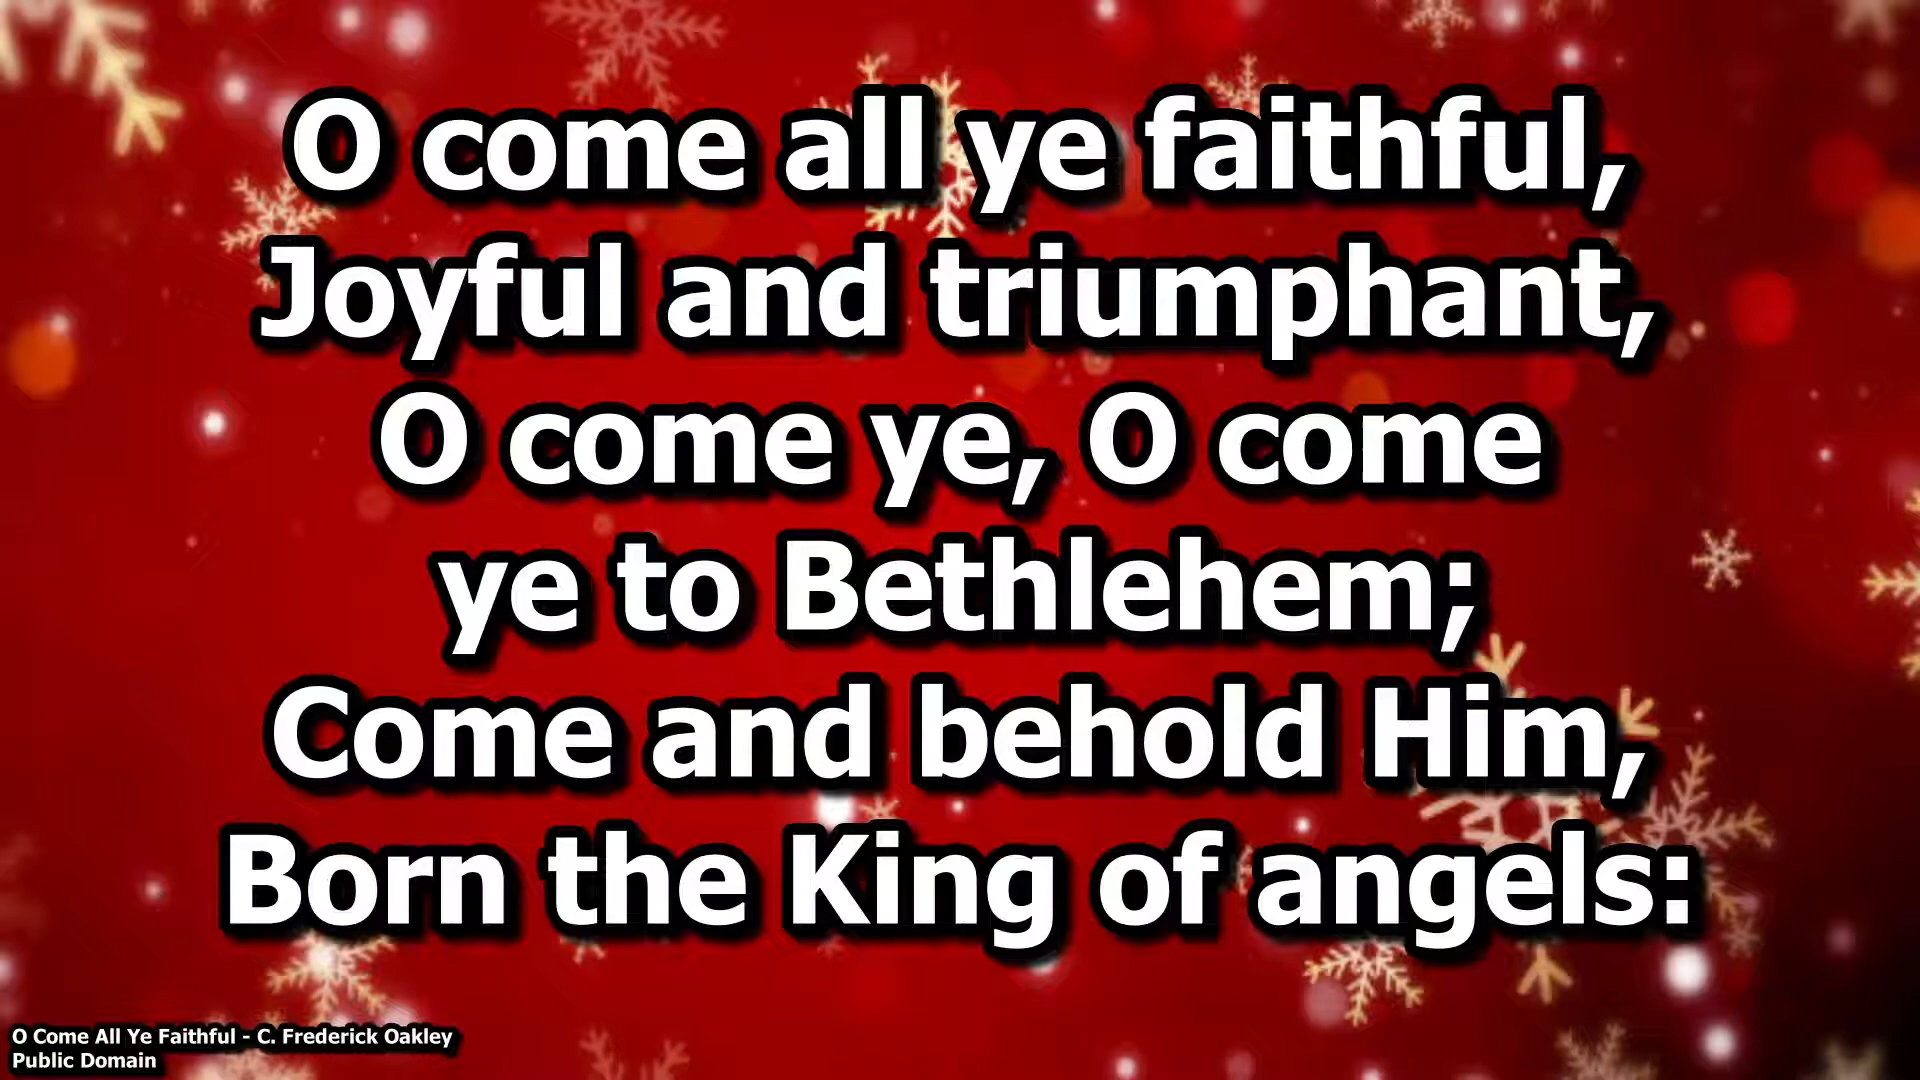 O come all ye faithful,
Joyful and triumphant,
O come ye, O come
ye to Bethlehem;
Come and behold Him,
Born the King of angels:
O Come All Ye Faithful - C. Frederick Oakley
Public Domain